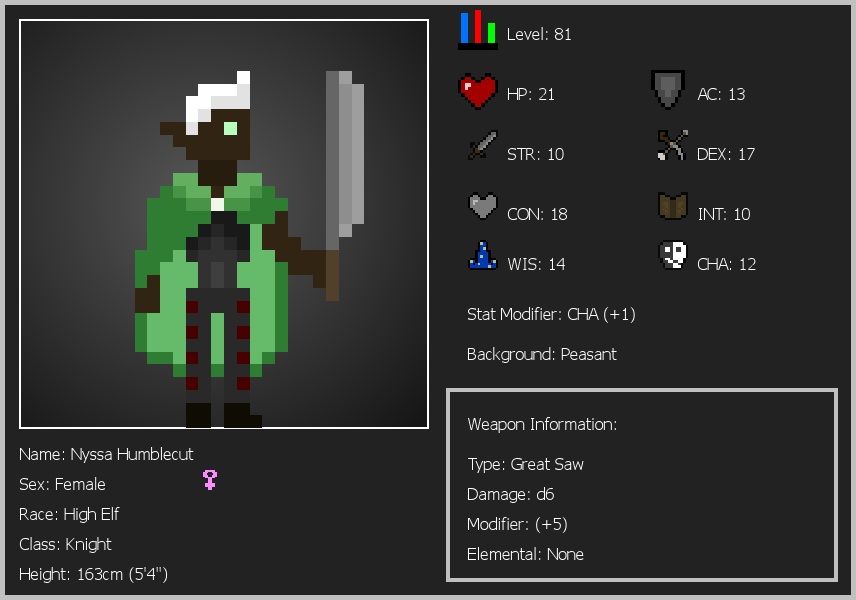 Level: 81
HP: 21
AC: 13
STR: 10
DEX: 17
CON: 18
INT: 10
WIS: 14
CHA: 12
Stat Modifier: CHA (+1)
Background: Peasant
Weapon Information:
Type: Great Saw
Damage: d6
Modifier: (+5)
Elemental: None
Name: Nyssa Humblecut
Sex: Female
Race: High Elf
Class: Knight
Height: 163cm (5'4")